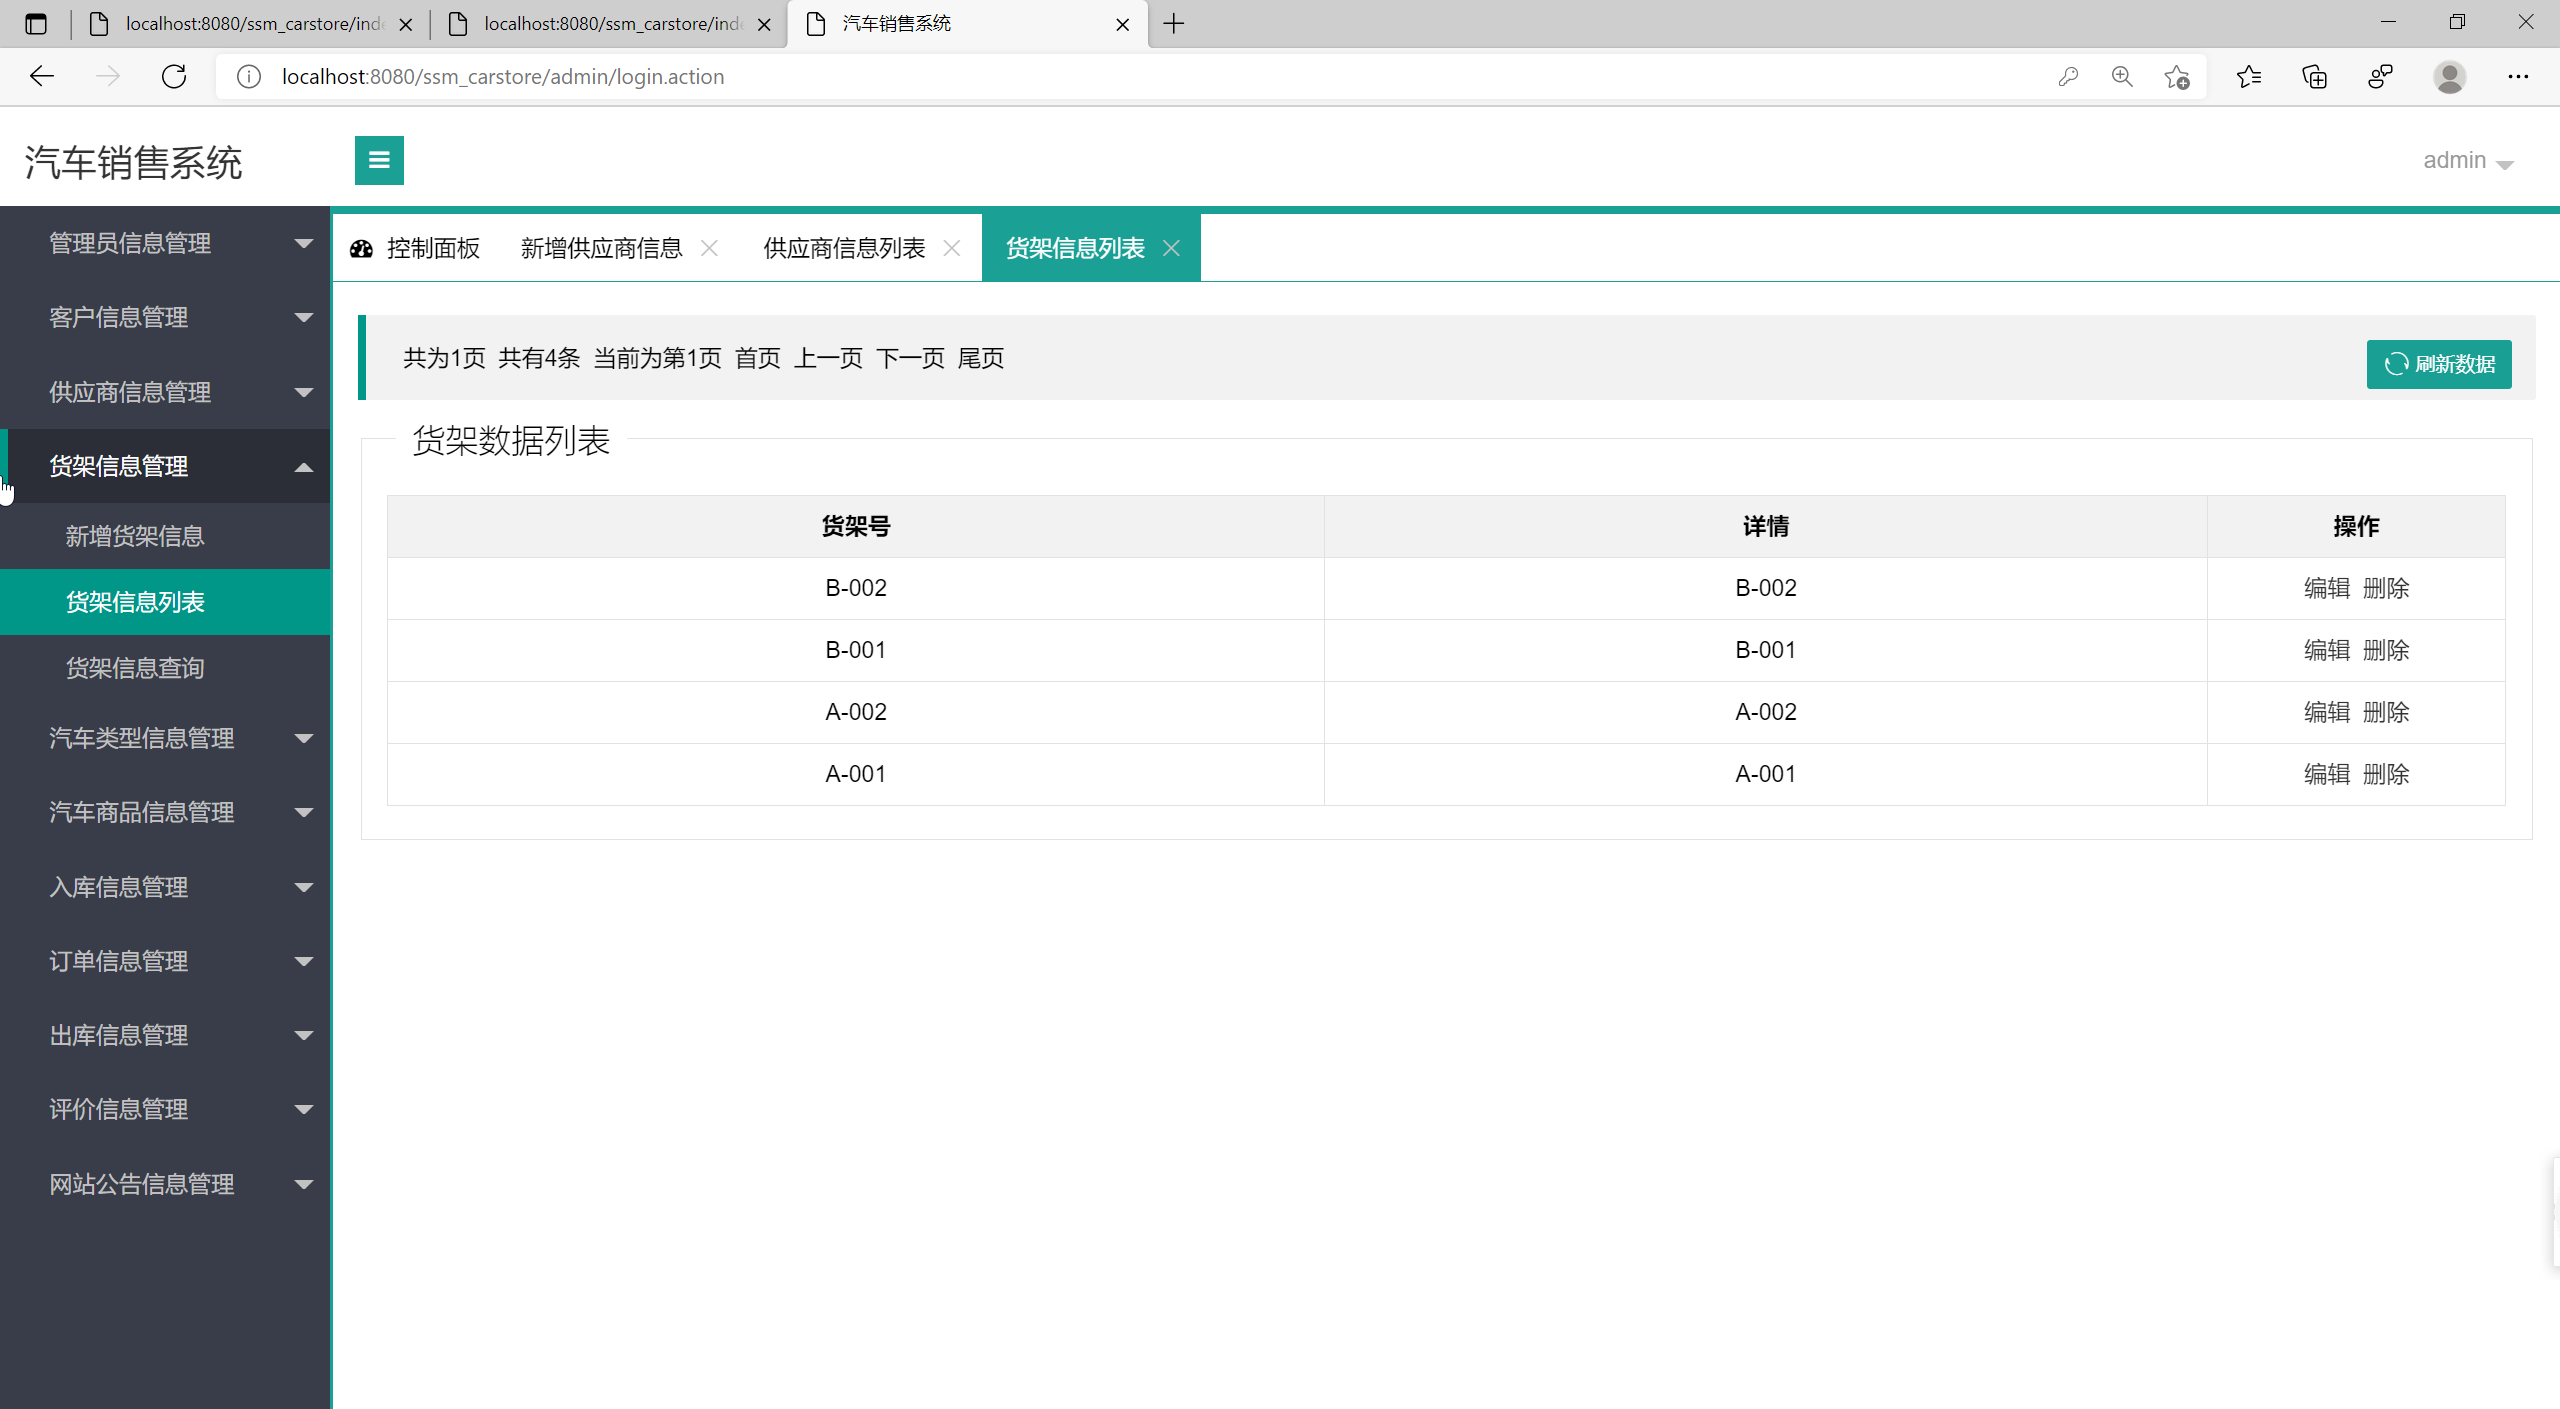 localhost:8080/ssm_carstore/ind
localhost:8080/ssm_carstore/ind
汽车销售系统
localhost:8080/ssm_carstore/admin/login.action
汽车销售系统
admin
管理员信息管理
客户信息管理
供应商信息管理
货架信息管理
新增货架信息
货架信息列表
货架信息查询
汽车类型信息管理
汽车商品信息管理
入库信息管理
订单信息管理
出库信息管理
评价信息管理
网站公告信息管理
控制面板 新增供应商信息 供应商信息列表 货架信息列表
共为1页 共有4条 当前为第1页 首页 上一页 下一页 尾页
刷新数据
货架数据列表
货架号 详情 操作
B-002 B-002 编辑 删除
B-001 B-001 编辑 删除
A-002 A-002 编辑 删除
A-001 A-001 编辑 删除